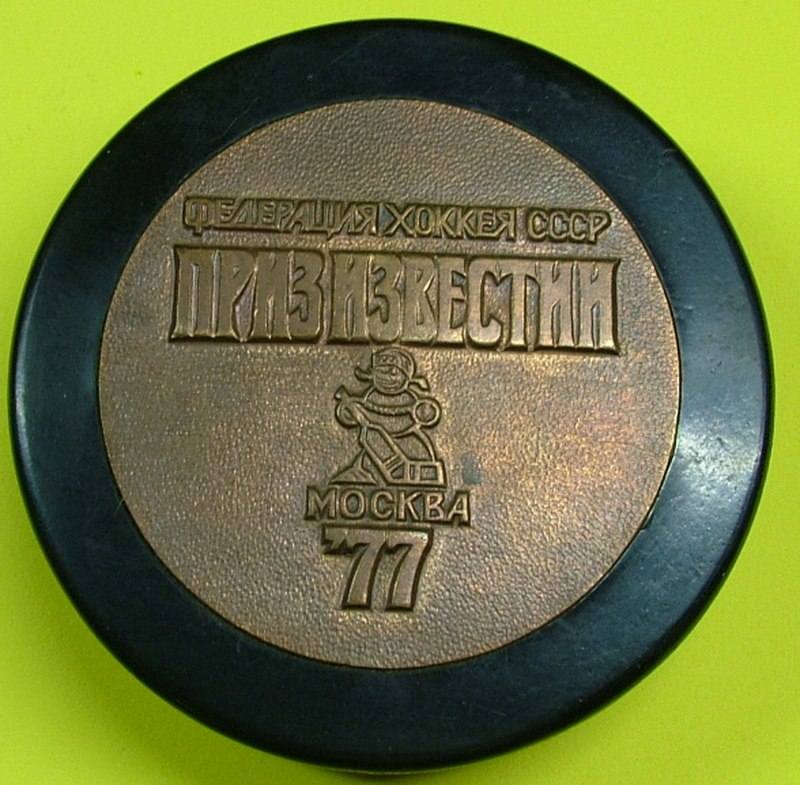 ФЕДЕРАЦИЯ ХОККЕЯ СССР
ПРИЗ ИЗВЕСТИЙ
МОСКВА
'77